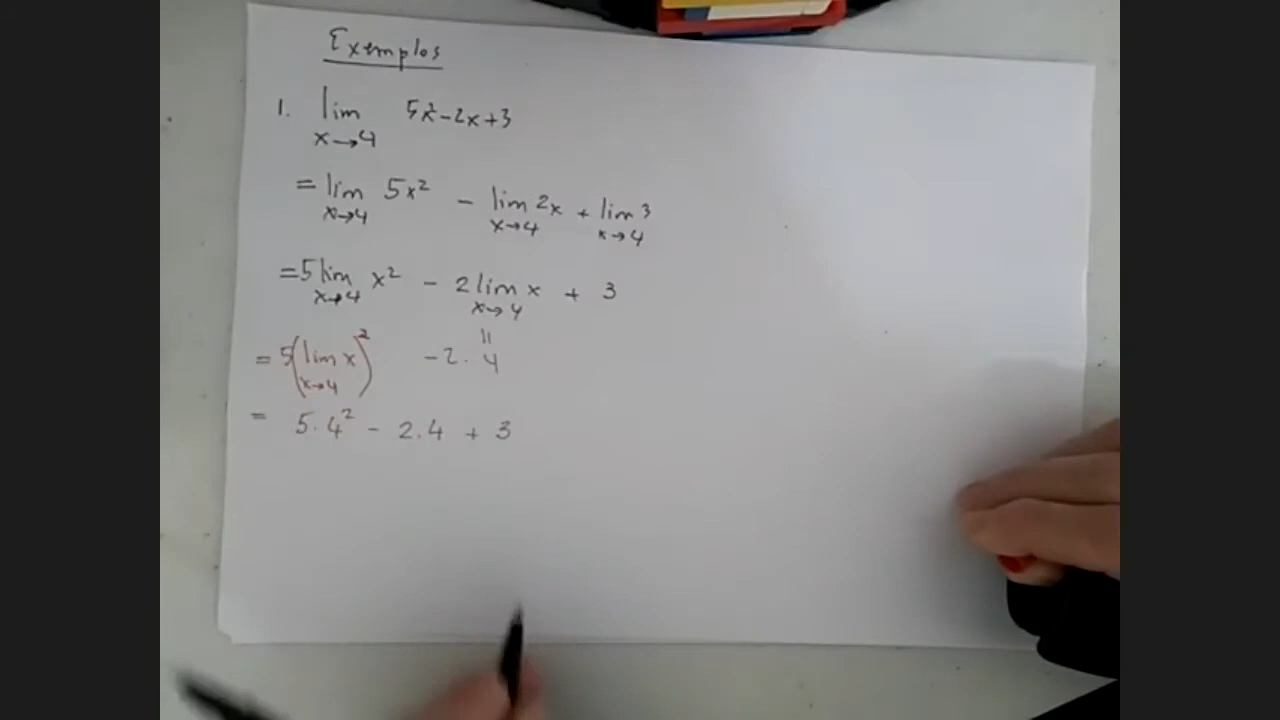 Exemplos
1. lim 5x²-2x+3
x→4
= lim 5x² - lim 2x + lim 3
x→4 x→4 x→4
= 5 lim x² - 2 lim x + 3
x→4 x→4
=
= 5(lim x)² -2. 4
x→4
= 5.4² - 2.4 + 3